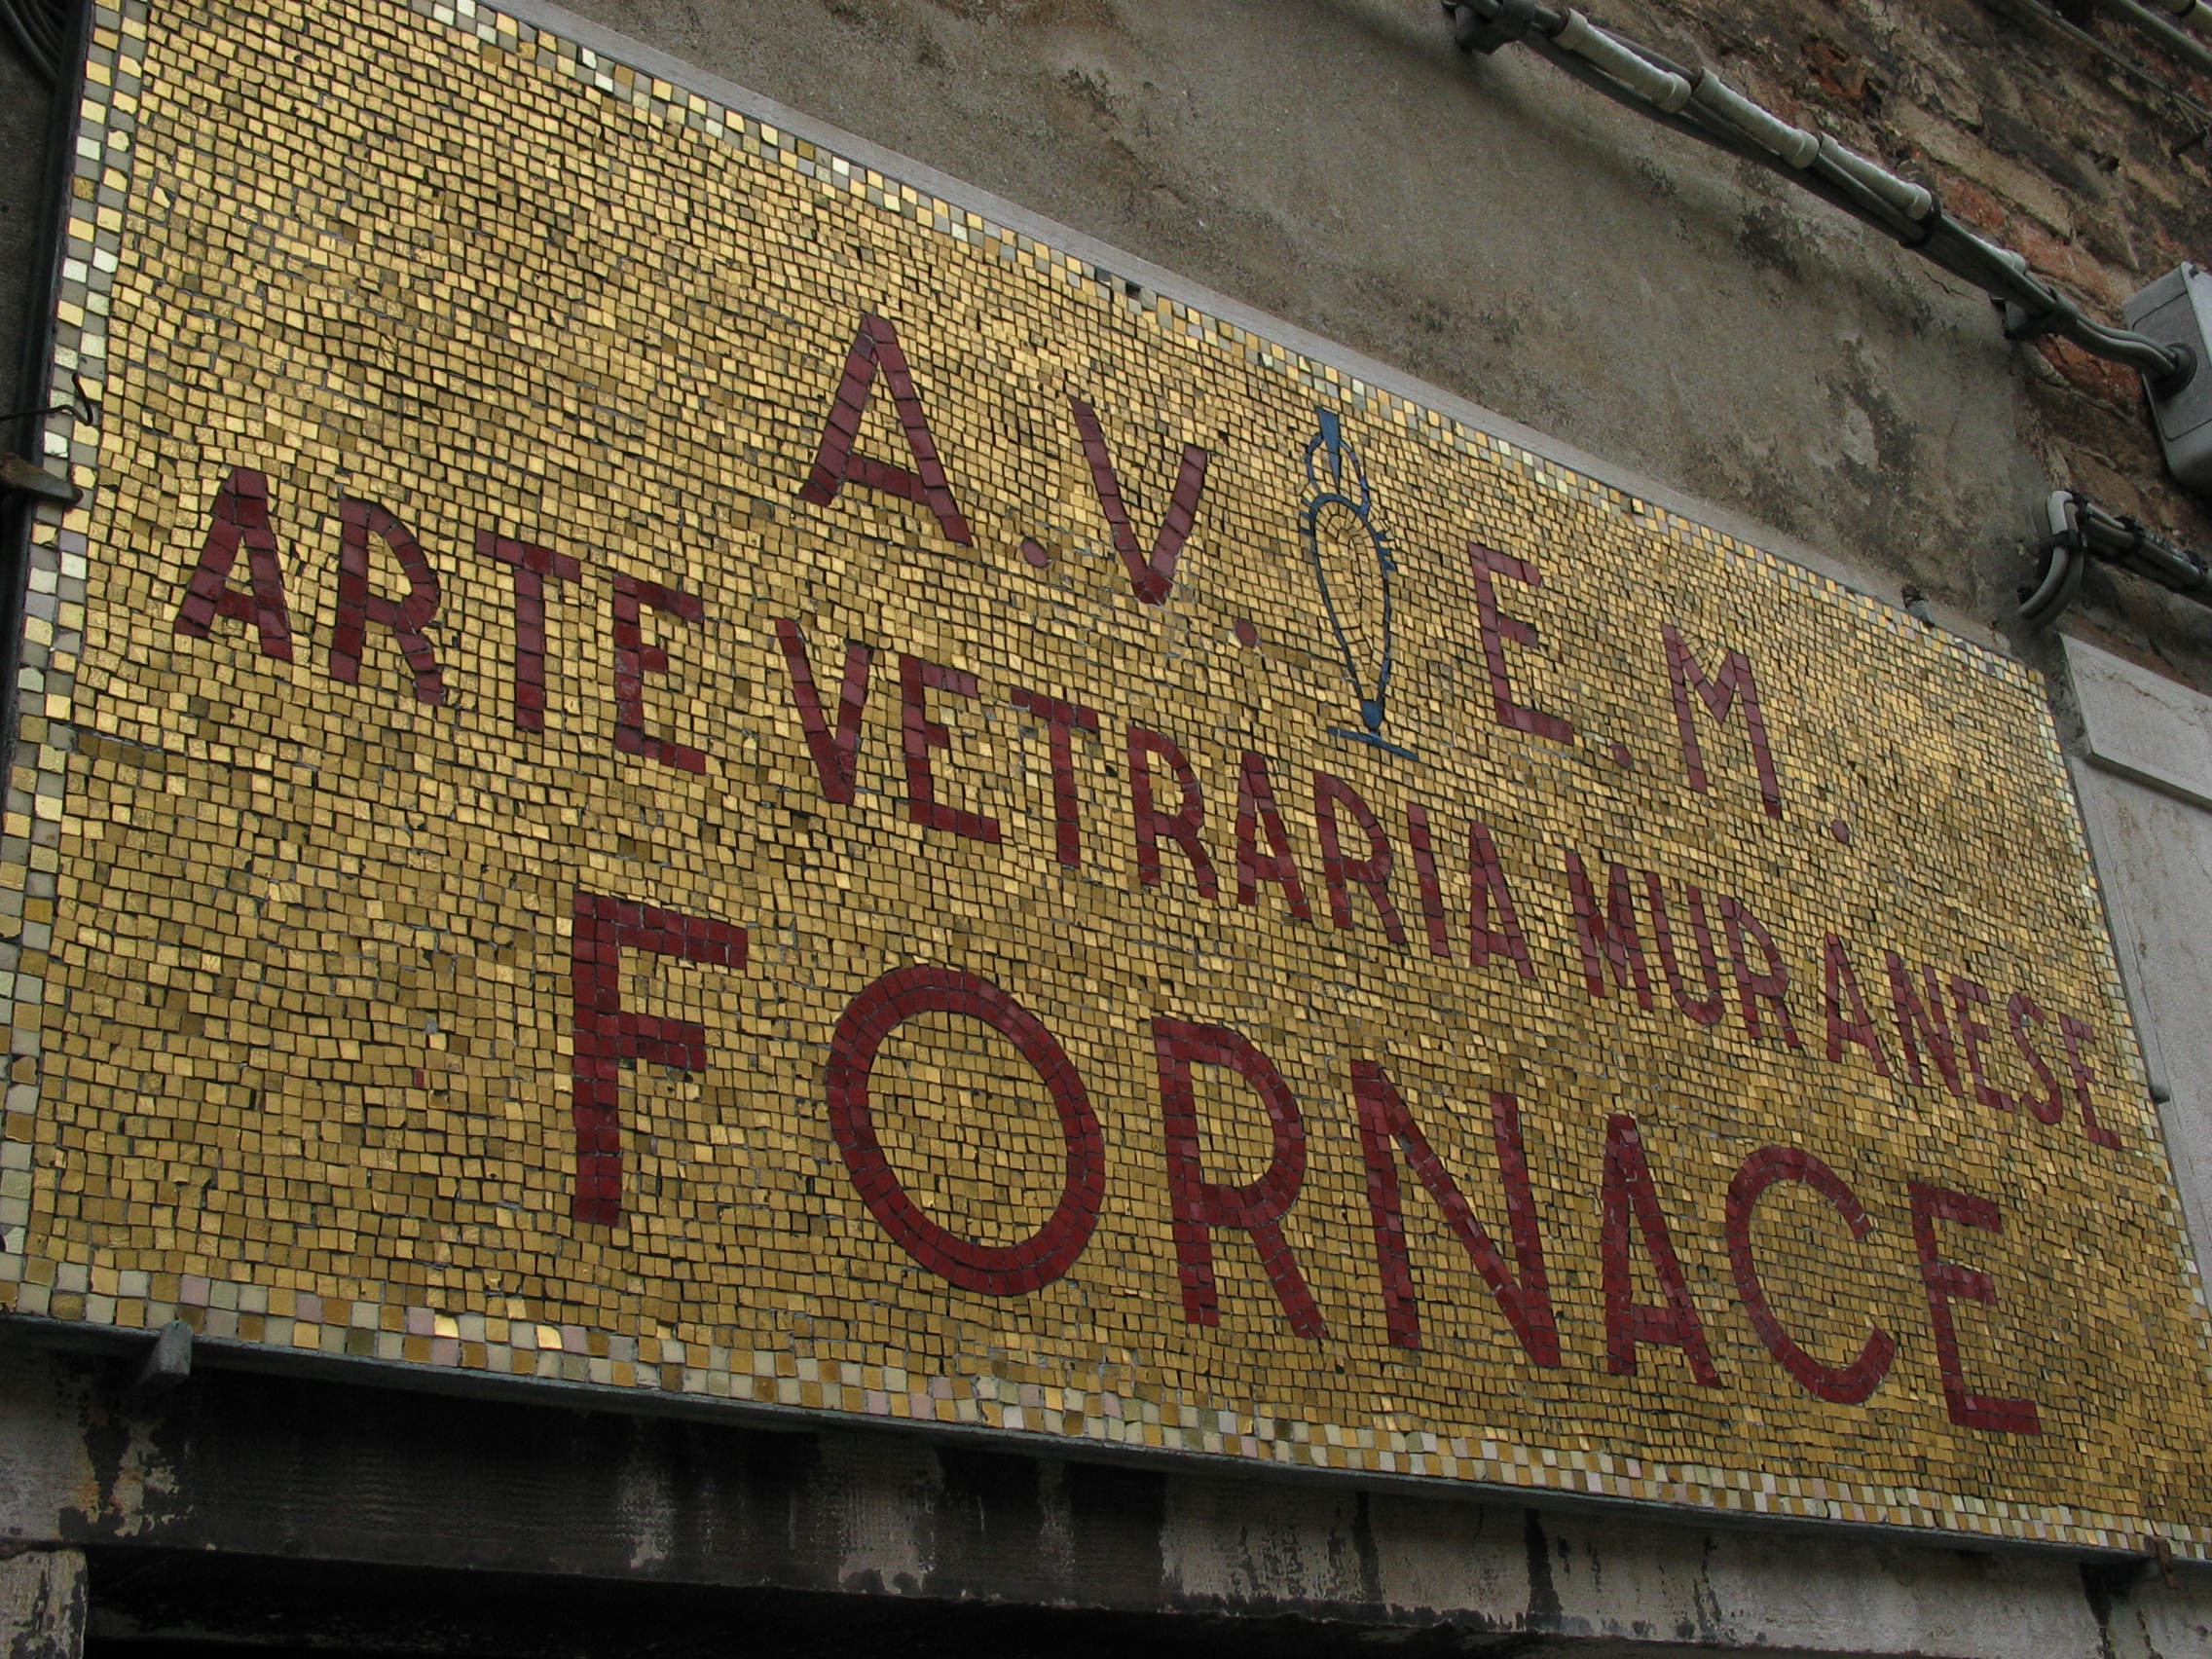 A.V.E.M.
ARTE VETRARIA MURANESE
FORNACE